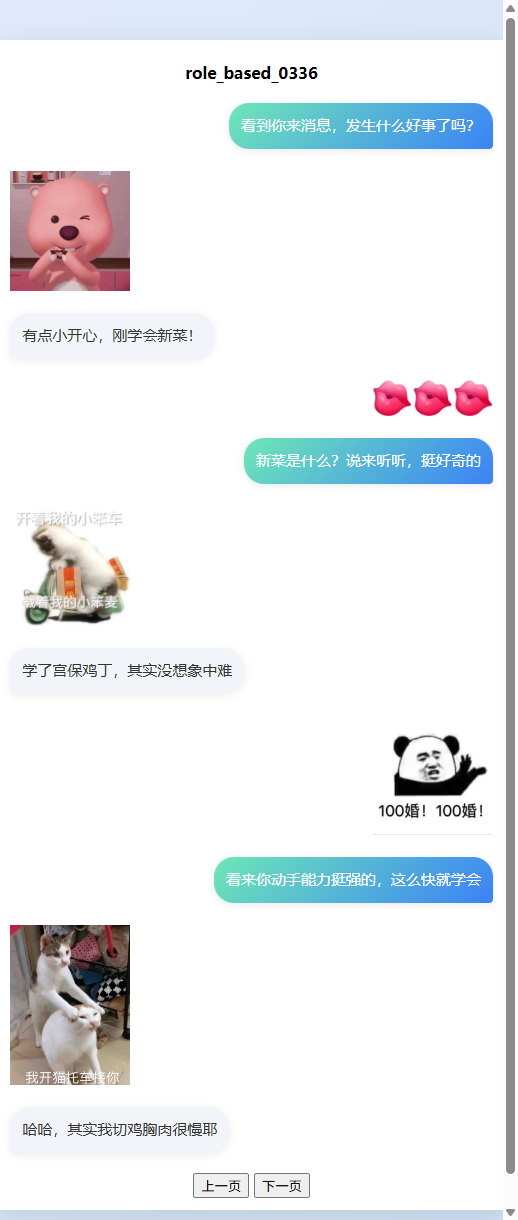 role_based_0336
看到你来消息，发生什么好事了吗？
LOVE
有点小开心，刚学会新菜！
新菜是什么？说来听听，挺好奇的
开着我的小笨车
载着我的小笨麦
学了宫保鸡丁，其实没想象中难
100婚！100婚！
看来你动手能力挺强的，这么快就学会
我开猫托车接你
哈哈，其实我切鸡胸肉很慢耶
上一页
下一页